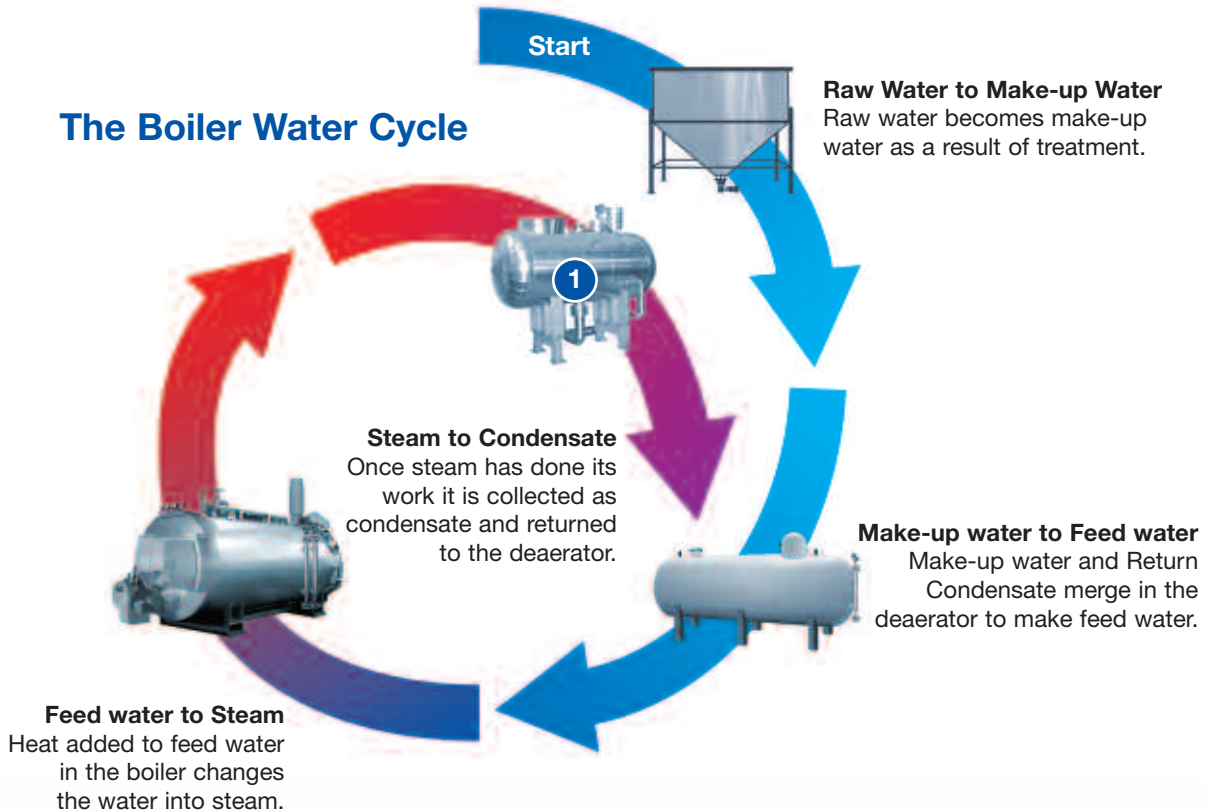 Start
The Boiler Water Cycle
Raw Water to Make-up Water
Raw water becomes make-up
water as a result of treatment.
1
Steam to Condensate
Once steam has done its
work it is collected as
condensate and returned
to the deaerator.
Make-up water to Feed water
Make-up water and Return
Condensate merge in the
deaerator to make feed water.
Feed water to Steam
Heat added to feed water
in the boiler changes
the water into steam.